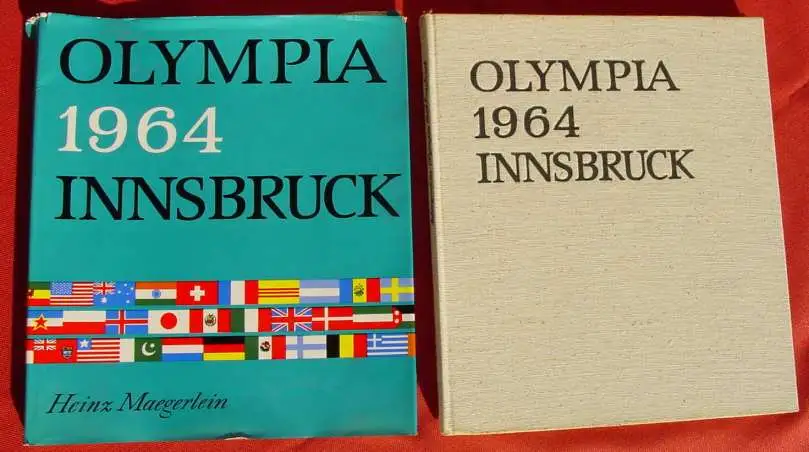 OLYMPIA
1964
INNSBRUCK
Heinz Maegerlein
OLYMPIA
1964
INNSBRUCK